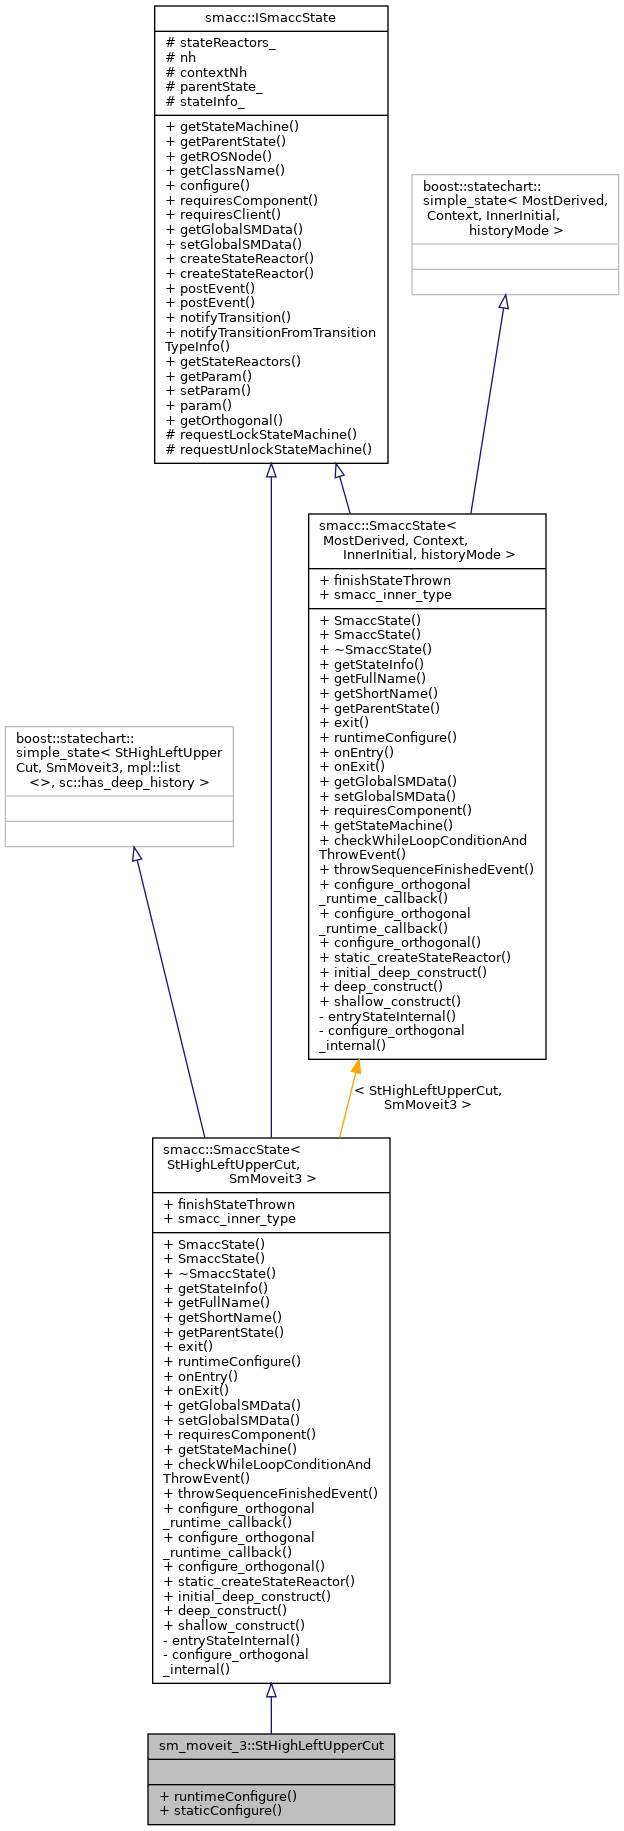 smacc::ISmaccState
# stateReactors_
# nh
# contextNh
# parentState_
# stateInfo_
+ getStateMachine()
+ getParentState()
+ getROSNode()
+ getClassName()
+ configure()
+ requiresComponent()
+ requiresClient()
+ getGlobalSMData()
+ setGlobalSMData()
+ createStateReactor()
+ createStateReactor()
+ postEvent()
+ postEvent()
+ notifyTransition()
+ notifyTransitionFromTransition
TypeInfo()
+ getStateReactors()
+ getParam()
+ setParam()
+ param()
+ getOrthogonal()
# requestLockStateMachine()
# requestUnlockStateMachine()
boost::statechart::
simple_state< MostDerived,
Context, InnerInitial,
historyMode >
smacc::SmaccState<
MostDerived, Context,
InnerInitial, historyMode >
+ finishStateThrown
+ smacc_inner_type
+ SmaccState()
+ SmaccState()
+ ~SmaccState()
+ getStateInfo()
+ getFullName()
+ getShortName()
+ getParentState()
+ exit()
+ runtimeConfigure()
+ onEntry()
+ onExit()
+ getGlobalSMData()
+ setGlobalSMData()
+ requiresComponent()
+ getStateMachine()
+ checkWhileLoopConditionAnd
ThrowEvent()
+ throwSequenceFinishedEvent()
+ configure_orthogonal
_runtime_callback()
+ configure_orthogonal
_runtime_callback()
+ configure_orthogonal()
+ static_createStateReactor()
+ initial_deep_construct()
+ deep_construct()
+ shallow_construct()
- entryStateInternal()
- configure_orthogonal
_internal()
boost::statechart::
simple_state< StHighLeftUpper
Cut, SmMoveit3, mpl::list
<>, sc::has_deep_history >
< StHighLeftUpperCut,
SmMoveit3 >
smacc::SmaccState<
StHighLeftUpperCut,
SmMoveit3 >
+ finishStateThrown
+ smacc_inner_type
+ SmaccState()
+ SmaccState()
+ ~SmaccState()
+ getStateInfo()
+ getFullName()
+ getShortName()
+ getParentState()
+ exit()
+ runtimeConfigure()
+ onEntry()
+ onExit()
+ getGlobalSMData()
+ setGlobalSMData()
+ requiresComponent()
+ getStateMachine()
+ checkWhileLoopConditionAnd
ThrowEvent()
+ throwSequenceFinishedEvent()
+ configure_orthogonal
_runtime_callback()
+ configure_orthogonal
_runtime_callback()
+ configure_orthogonal()
+ static_createStateReactor()
+ initial_deep_construct()
+ deep_construct()
+ shallow_construct()
- entryStateInternal()
- configure_orthogonal
_internal()
sm_moveit_3::StHighLeftUpperCut
+ runtimeConfigure()
+ staticConfigure()